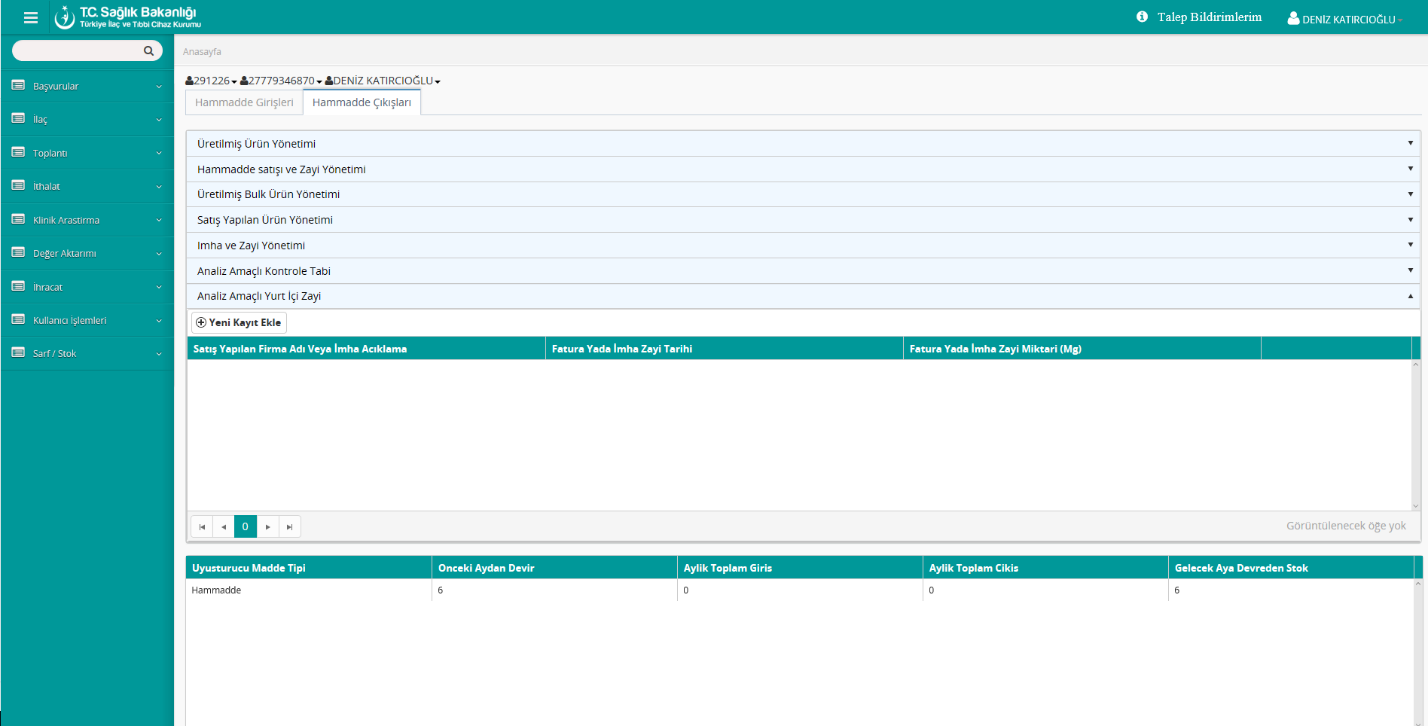 T.C. Sağlık Bakanlığı
Türkiye İlaç ve Tıbbi Cihaz Kurumu
Talep Bildirimlerim
DENİZ KATIRCIOĞLU
Anasayfa
Başvurular
İlaç
Toplantı
İthalat
Klinik Arastirma
Değer Aktarımı
İhracat
Kullanıcı İşlemleri
Sarf / Stok
291226 27779346870 DENİZ KATIRCIOĞLU
Hammadde Girişleri Hammadde Çıkışları
Üretilmiş Ürün Yönetimi
Hammadde satışı ve Zayi Yönetimi
Üretilmiş Bulk Ürün Yönetimi
Satış Yapılan Ürün Yönetimi
Imha ve Zayi Yönetimi
Analiz Amaçlı Kontrole Tabi
Analiz Amaçlı Yurt İçi Zayi
Yeni Kayıt Ekle
Satış Yapılan Firma Adı Veya İmha Acıklama Fatura Yada İmha Zayi Tarihi Fatura Yada İmha Zayi Miktari (Mg)
0
Görüntülenecek öğe yok
Uyusturucu Madde Tipi Onceki Aydan Devir Aylik Toplam Giris Aylik Toplam Cikis Gelecek Aya Devreden Stok
Hammadde 6 0 0 6